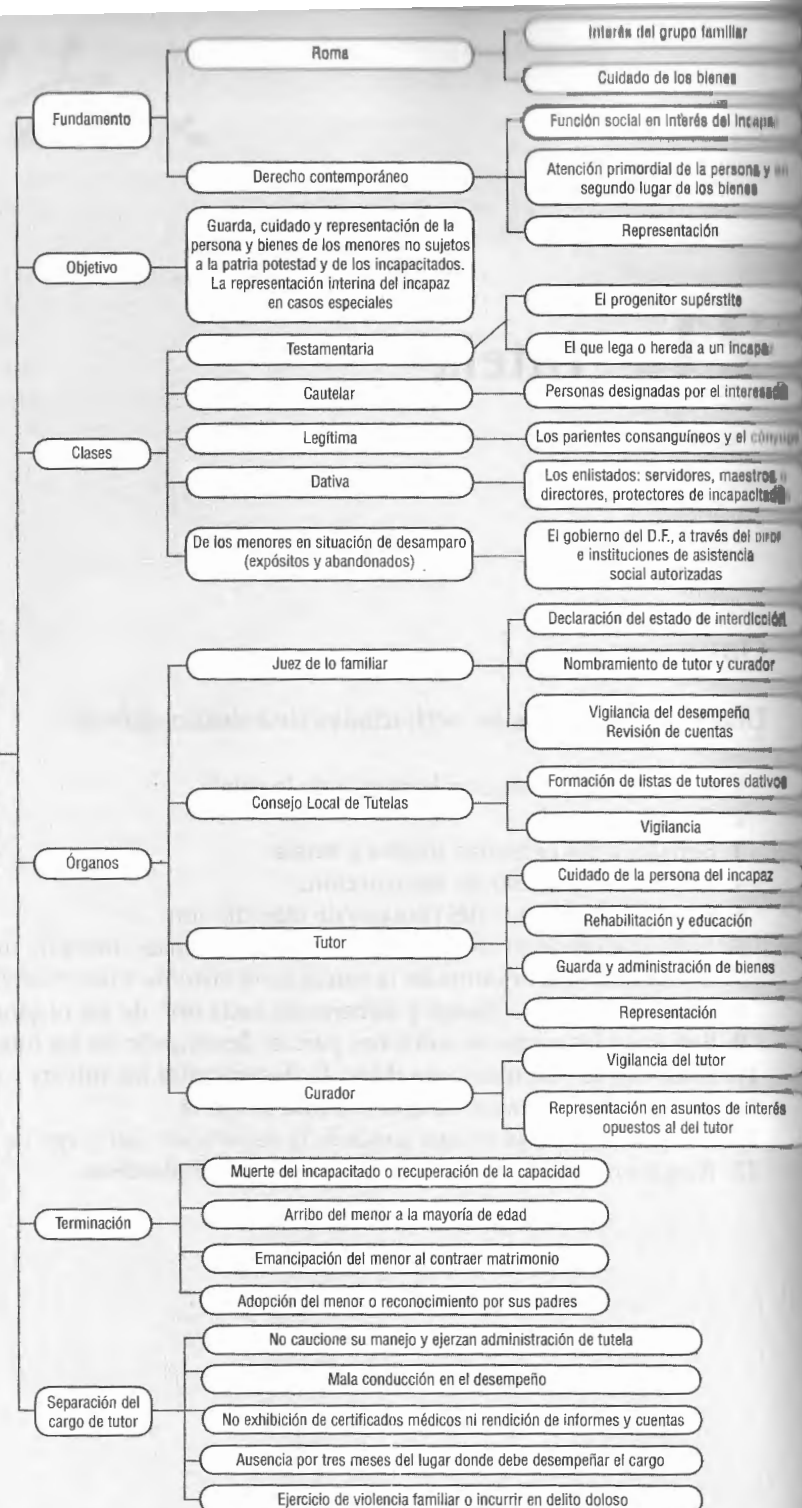 Fundamento
Roma
Interés del grupo familiar
Cuidado de los bienes
Derecho contemporáneo
Función social en interés del
Atención primordial de la persona y
segundo lugar de los bienes
Representación
Objetivo
Guarda, cuidado y representación de la
persona y bienes de los menores no sujetos
a la patria potestad y de los incapacitados.
La representación interina del incapaz
en casos especiales
Clases
Testamentaria
El progenitor supérstite
El que lega o hereda a un
Cautelar
Personas designadas por el
Legítima
Los parientes consanguíneos y el
Dativa
Los enlistados: servidores, maestros
directores, protectores de
De los menores en situación de desamparo
(expósitos y abandonados)
El gobierno del D.F., a través del
e instituciones de asistencia
social autorizadas
Órganos
Juez de lo familiar
Declaración del estado de interdicción
Nombramiento de tutor y curador
Vigilancia del desempeño
Revisión de cuentas
Consejo Local de Tutelas
Formación de listas de tutores dativos
Vigilancia
Tutor
Cuidado de la persona del incapaz
Rehabilitación y educación
Guarda y administración de bienes
Representación
Curador
Vigilancia del tutor
Representación en asuntos de interés
opuestos al del tutor
Terminación
Muerte del incapacitado o recuperación de la capacidad
Arribo del menor a la mayoría de edad
Emancipación del menor al contraer matrimonio
Adopción del menor o reconocimiento por sus padres
Separación del
cargo de tutor
No caucione su manejo y ejerzan administración de tutela
Mala conducción en el desempeño
No exhibición de certificados médicos ni rendición de informes y cuentas
Ausencia por tres meses del lugar donde debe desempeñar el cargo
Ejercicio de violencia familiar o incurrir en delito doloso